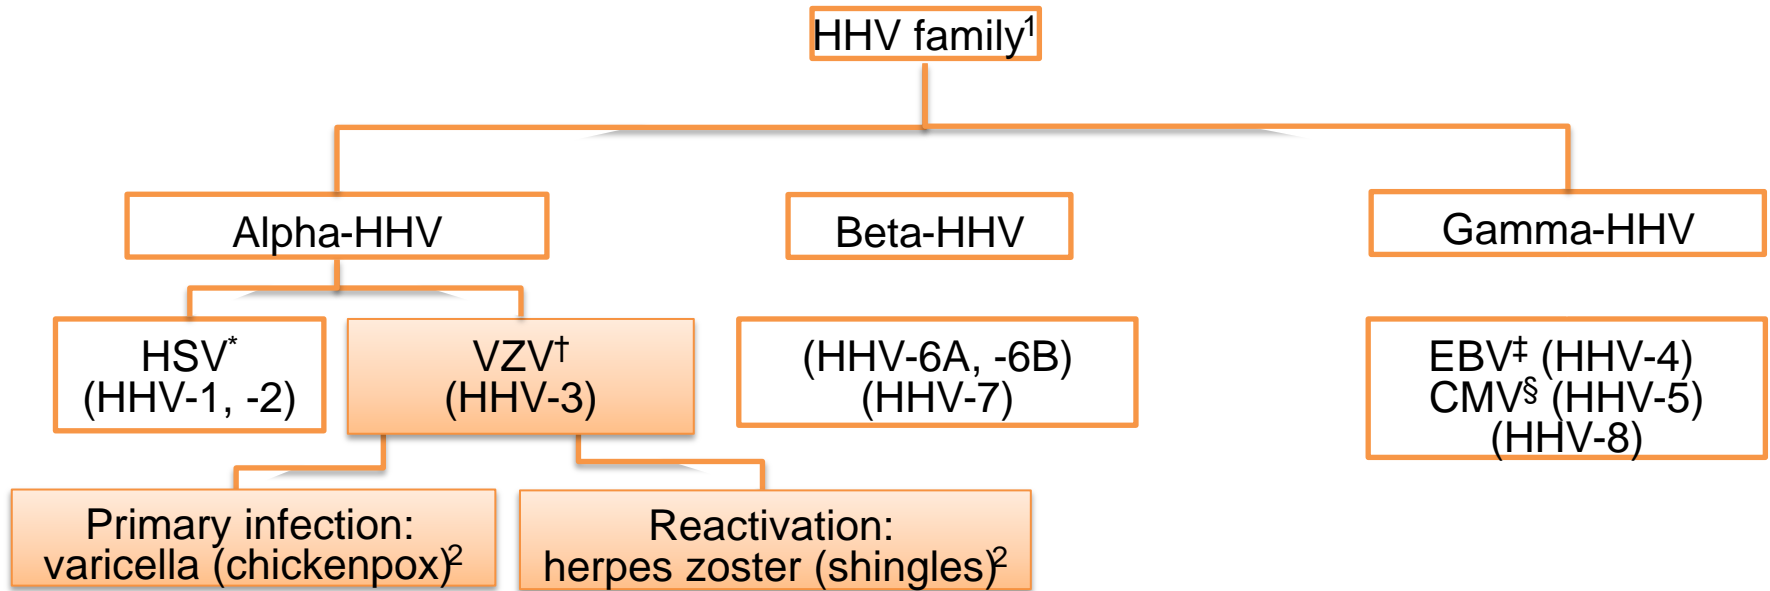 HHV family¹
Alpha-HHV
Beta-HHV
Gamma-HHV
HSV*
(HHV-1, -2)
VZV†
(HHV-3)
(HHV-6A, -6B)
(HHV-7)
EBV‡ (HHV-4)
CMV§ (HHV-5)
(HHV-8)
Primary infection:
varicella (chickenpox)²
Reactivation:
herpes zoster (shingles)²